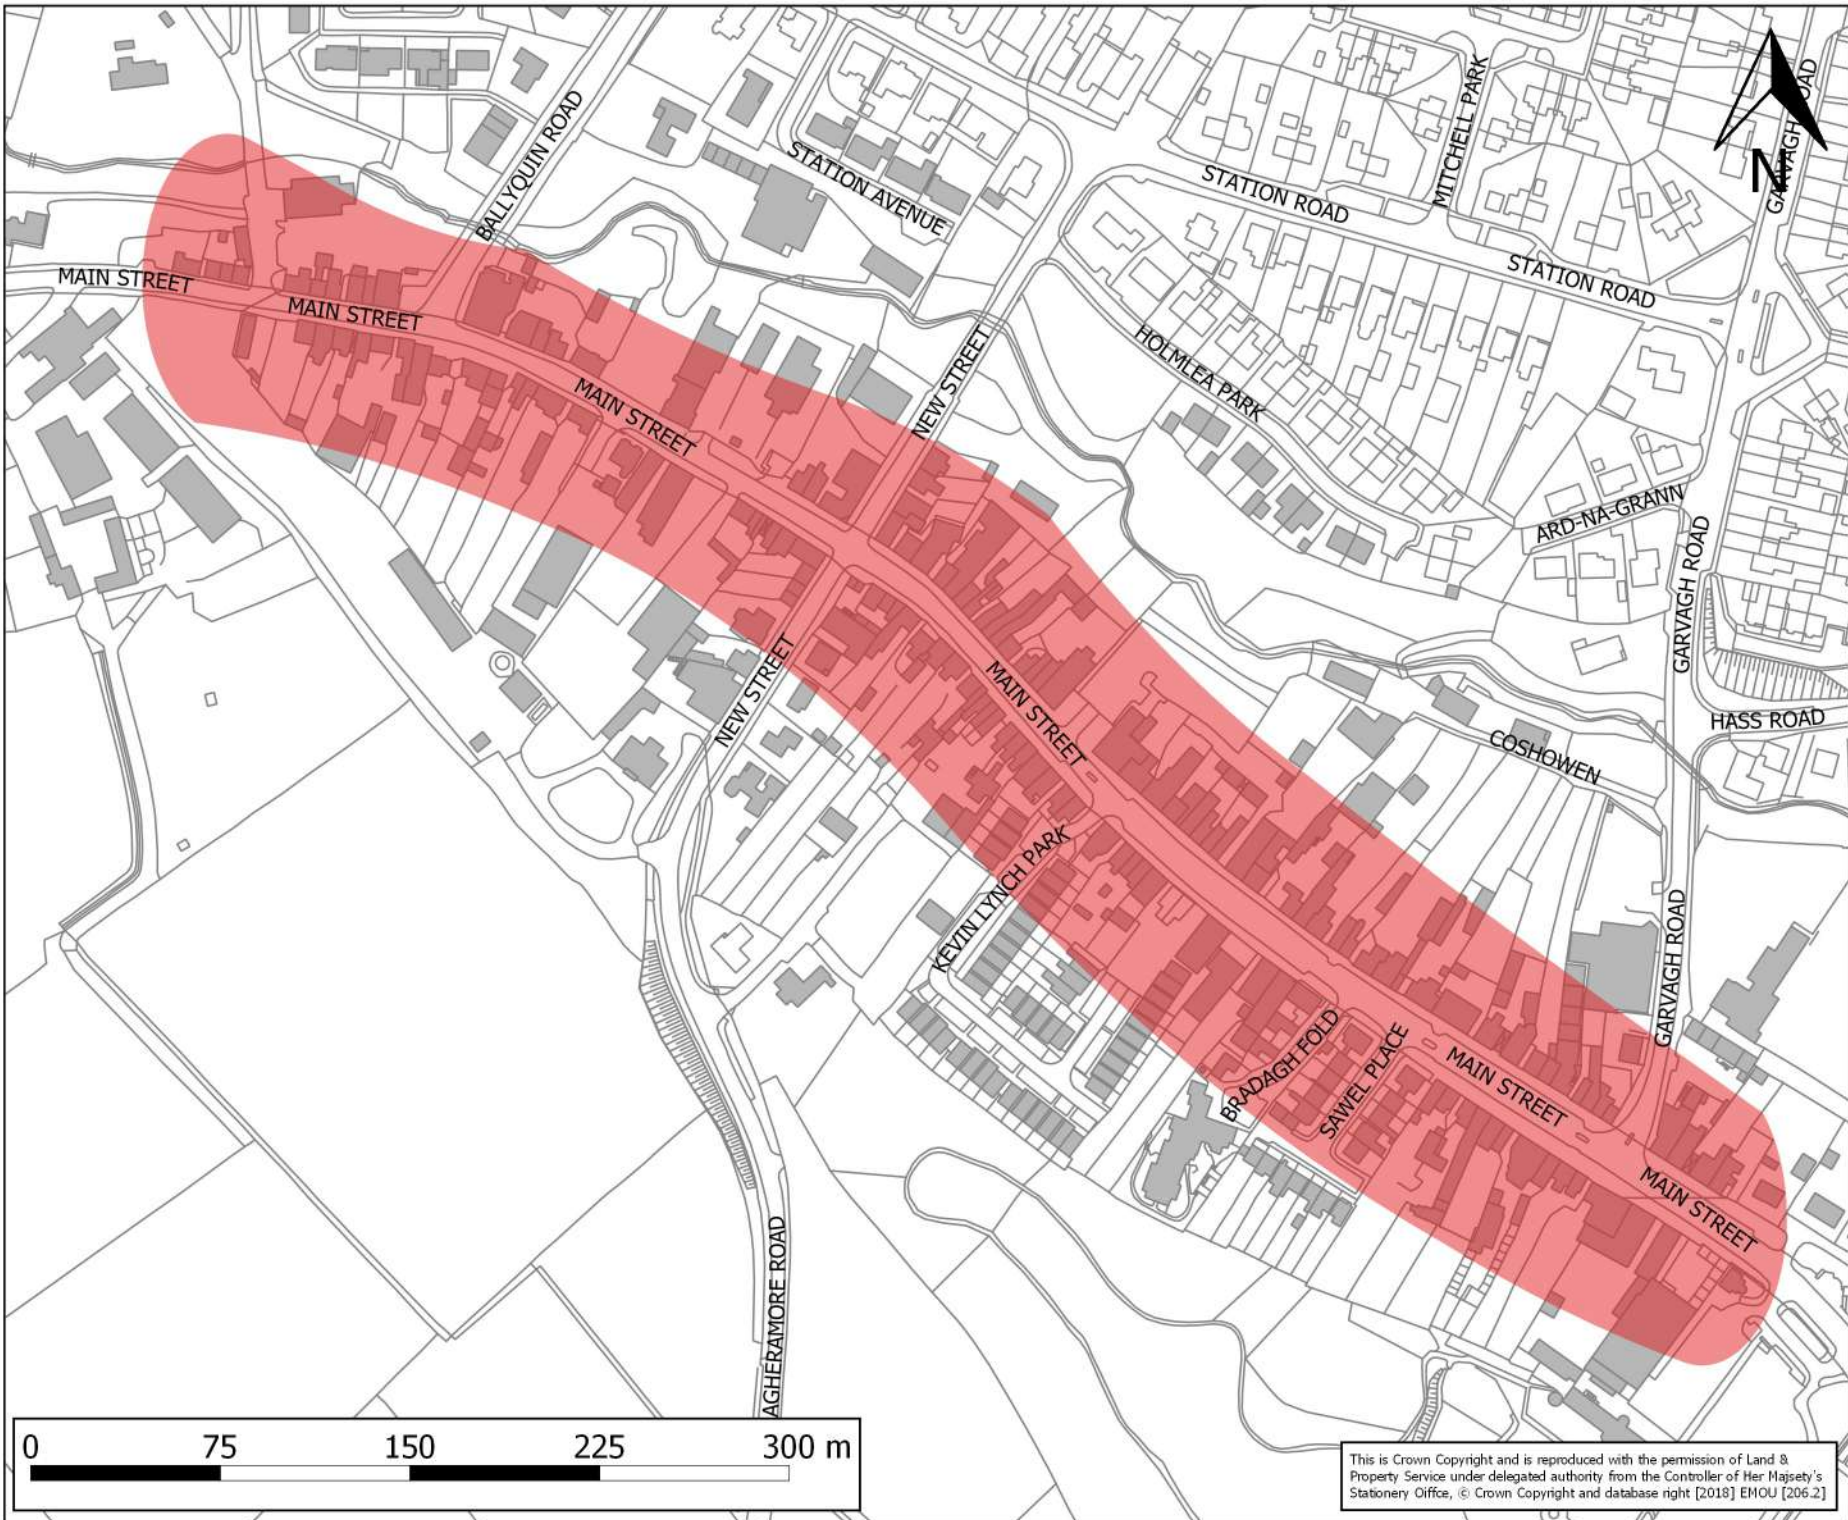 BALLYQUIN ROAD
STATION AVENUE
MITCHELL PARK
GARVAGH ROAD
N
STATION ROAD
STATION ROAD
MAIN STREET
MAIN STREET
HOLMLEA PARK
NEW STREET
MAIN STREET
ARD-NA-GRANN
GARVAGH ROAD
NEW STREET
MAIN STREET
HASS ROAD
COSHOWEN
KEVIN LYNCH PARK
GARVAGH ROAD
BRADAGH FOLD
SAWEL PLACE
MAIN STREET
MAIN STREET
AGHERAMORE ROAD
0 75 150 225 300 m
This is Crown Copyright and is reproduced with the permission of Land &
Property Service under delegated authority from the Controller of Her Majsety's
Stationery Oiffce, © Crown Copyright and database right [2018] EMOU [206.2]